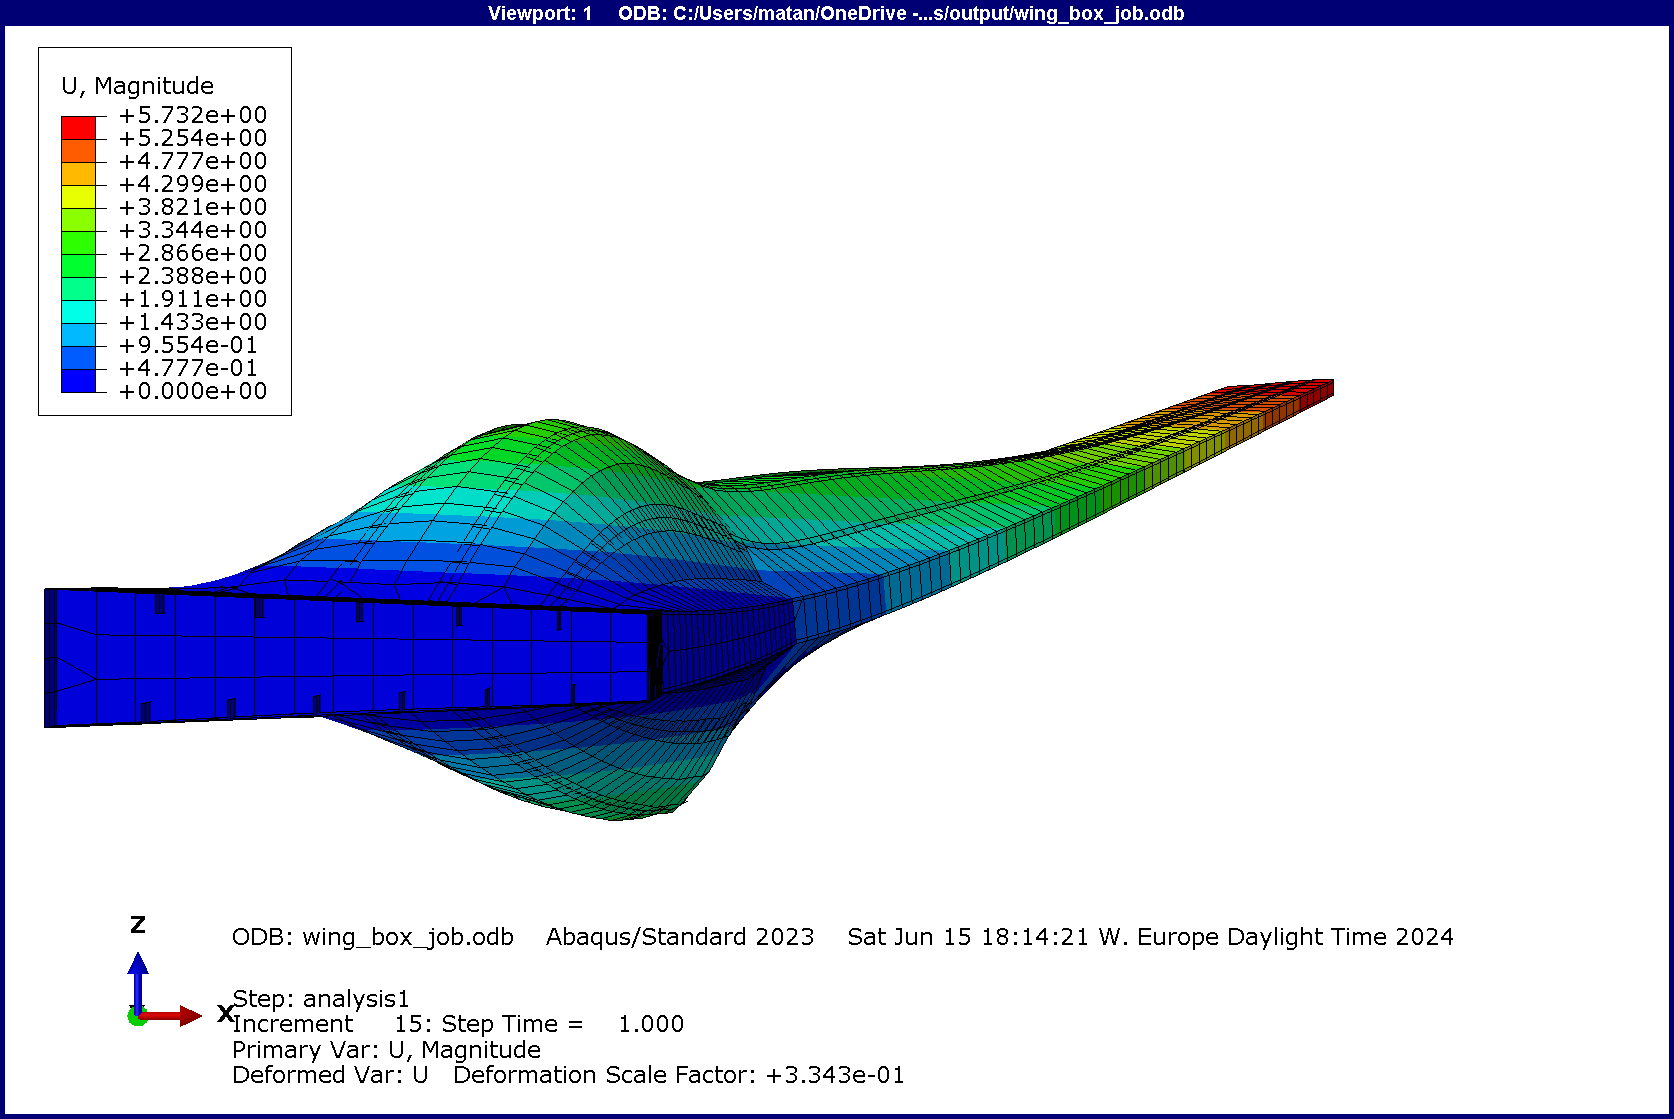 Viewport: 1 ODB: C:/Users/matan/OneDrive -...s/output/wing_box_job.odb
U, Magnitude
+5.732e+00
+5.254e+00
+4.777e+00
+4.299e+00
+3.821e+00
+3.344e+00
+2.866e+00
+2.388e+00
+1.911e+00
+1.433e+00
+9.554e-01
+4.777e-01
+0.000e+00
Z
X
ODB: wing_box_job.odb Abaqus/Standard 2023 Sat Jun 15 18:14:21 W. Europe Daylight Time 2024
Step: analysis1
Increment 15: Step Time = 1.000
Primary Var: U, Magnitude
Deformed Var: U Deformation Scale Factor: +3.343e-01